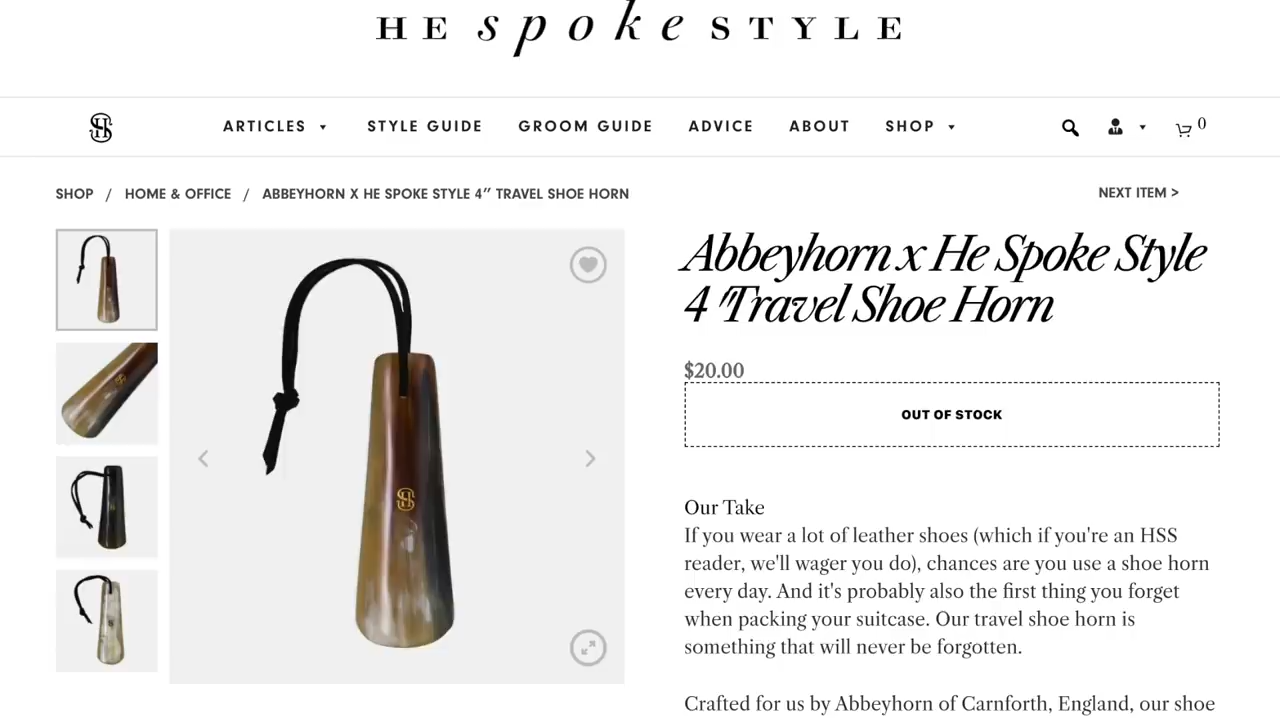 HE spoke STYLE
ARTICLES ▾ STYLE GUIDE GROOM GUIDE ADVICE ABOUT SHOP ▾ 0
SHOP / HOME & OFFICE / ABBEYHORN X HE SPOKE STYLE 4″ TRAVEL SHOE HORN
NEXT ITEM >
Abbeyhorn x He Spoke Style
4″ Travel Shoe Horn
$20.00
OUT OF STOCK
Our Take
If you wear a lot of leather shoes (which if you're an HSS
reader, we'll wager you do), chances are you use a shoe horn
every day. And it's probably also the first thing you forget
when packing your suitcase. Our travel shoe horn is
something that will never be forgotten.
Crafted for us by Abbeyhorn of Carnforth, England, our shoe